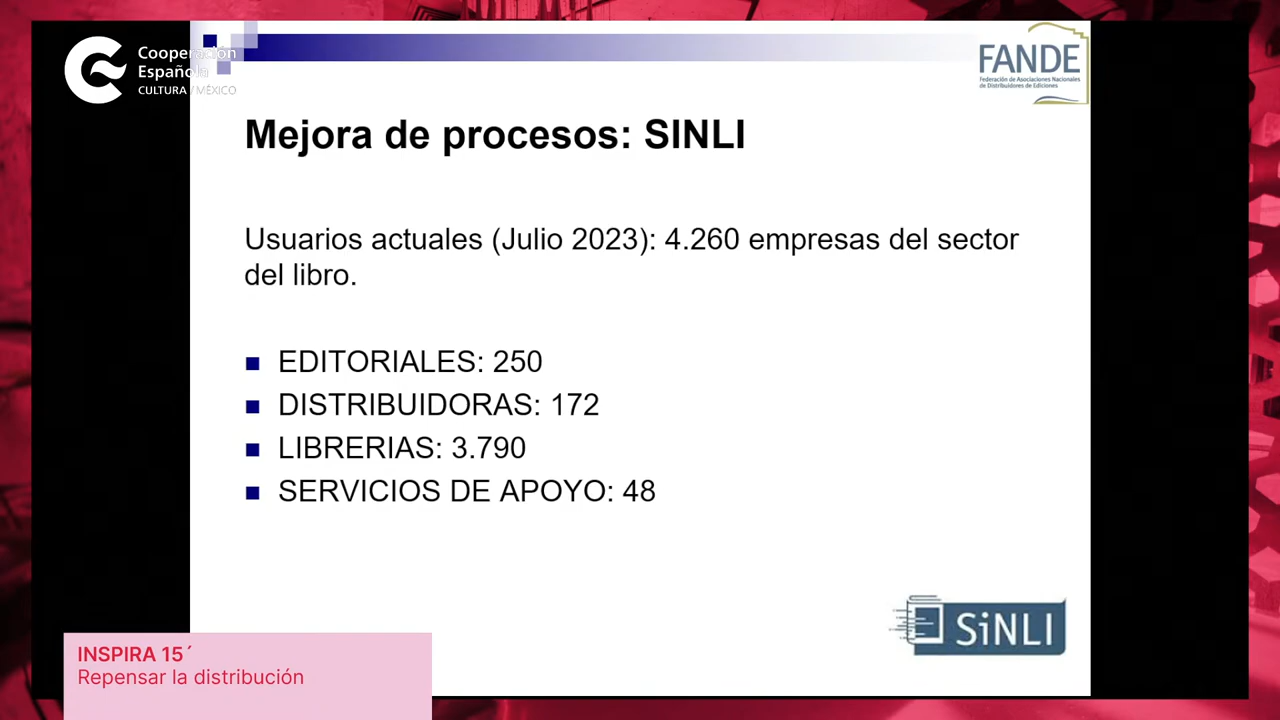 Cooperación
Española
CULTURA / MÉXICO
FANDE
Federación de Asociaciones Nacionales
de Distribuidores de Ediciones
Mejora de procesos: SINLI
Usuarios actuales (Julio 2023): 4.260 empresas del sector
del libro.
EDITORIALES: 250
DISTRIBUIDORAS: 172
LIBRERIAS: 3.790
SERVICIOS DE APOYO: 48
SiNLI
INSPIRA 15´
Repensar la distribución